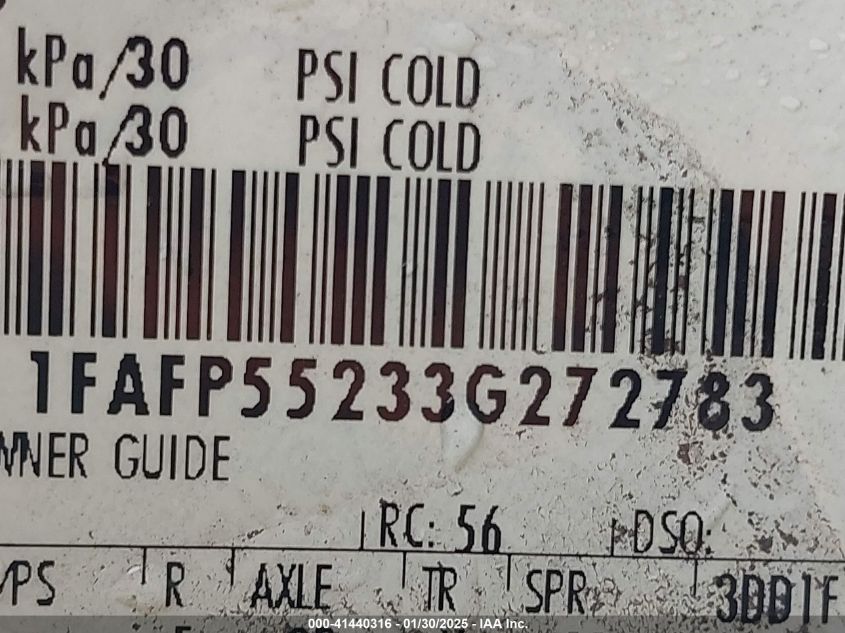 kPa/30 PSI COLD
kPa/30 PSI COLD
1FAFP55233G272783
WNER GUIDE
RC: 56 DSO:
/PS R AXLE TR SPR 3DD1F
000-41440316 - 01/30/2025 - IAA Inc.